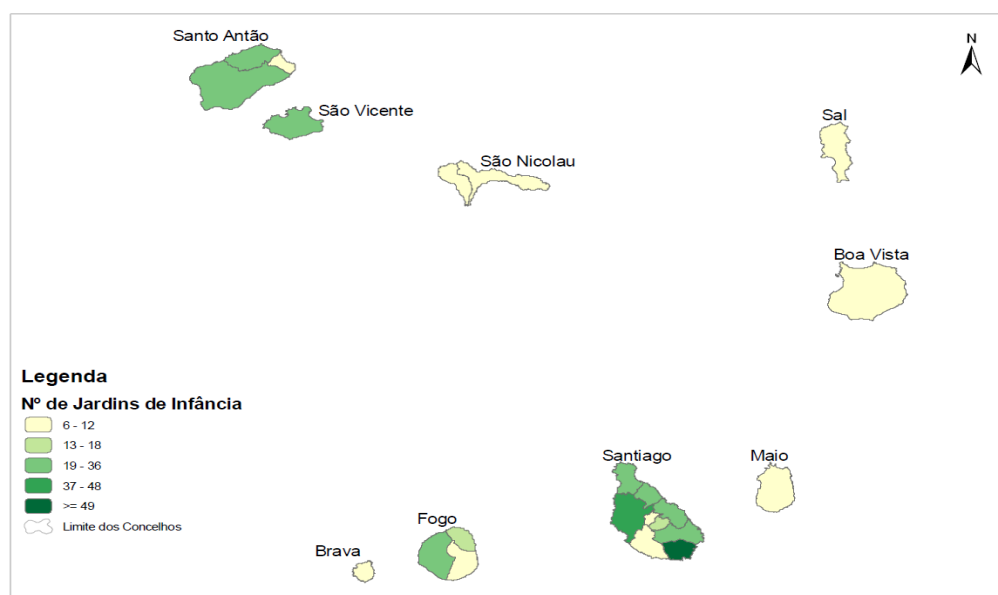 Santo Antão
N
São Vicente
Sal
São Nicolau
Boa Vista
Legenda
Nº de Jardins de Infância
6 - 12
13 - 18
19 - 36
37 - 48
>= 49
Limite dos Concelhos
Santiago
Maio
Fogo
Brava